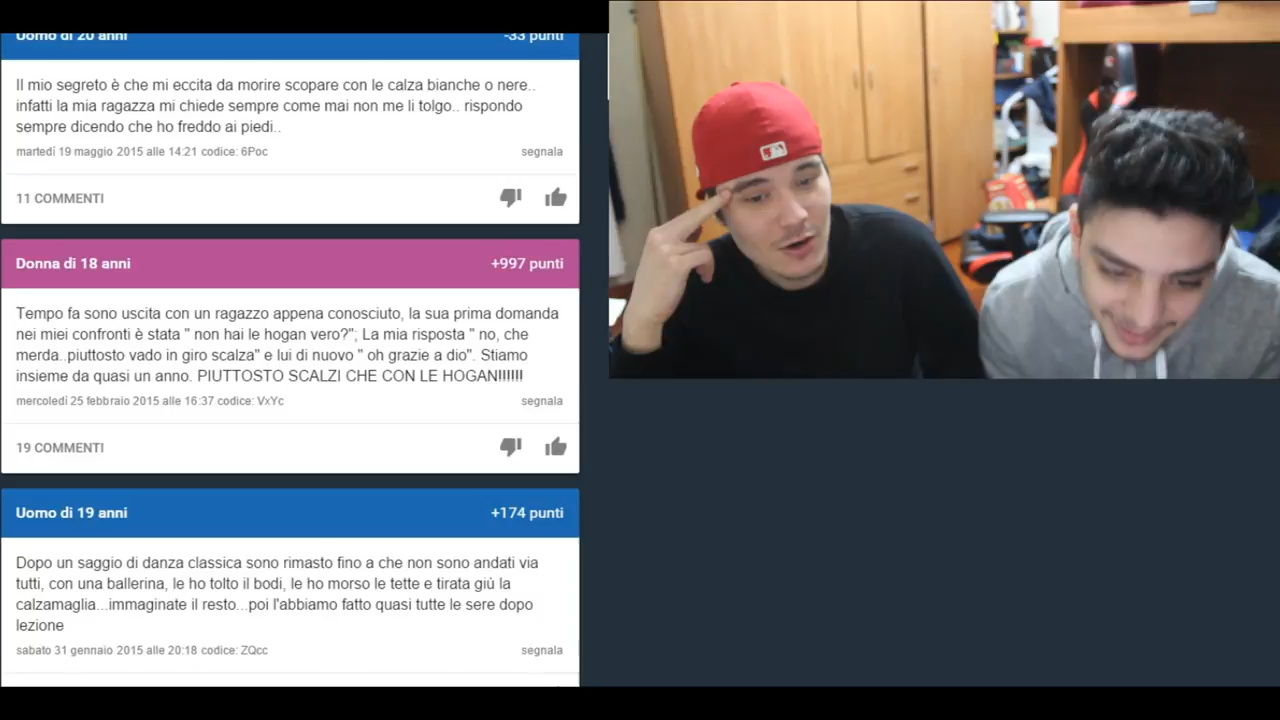 Uomo di 20 anni -33 punti
Il mio segreto è che mi eccita da morire scopare con le calza bianche o nere..
infatti la mia ragazza mi chiede sempre come mai non me li tolgo.. rispondo
sempre dicendo che ho freddo ai piedi..
martedì 19 maggio 2015 alle 14:21 codice: 6Poc segnala
11 COMMENTI
Donna di 18 anni +997 punti
Tempo fa sono uscita con un ragazzo appena conosciuto, la sua prima domanda
nei miei confronti è stata " non hai le hogan vero?"; La mia risposta " no, che
merda..piuttosto vado in giro scalza" e lui di nuovo " oh grazie a dio". Stiamo
insieme da quasi un anno. PIUTTOSTO SCALZI CHE CON LE HOGAN!!!!!!
mercoledì 25 febbraio 2015 alle 16:37 codice: VxYc segnala
19 COMMENTI
Uomo di 19 anni +174 punti
Dopo un saggio di danza classica sono rimasto fino a che non sono andati via
tutti, con una ballerina, le ho tolto il bodi, le ho morso le tette e tirata giù la
calzamaglia...immaginate il resto...poi l'abbiamo fatto quasi tutte le sere dopo
lezione
sabato 31 gennaio 2015 alle 20:18 codice: ZQcc segnala